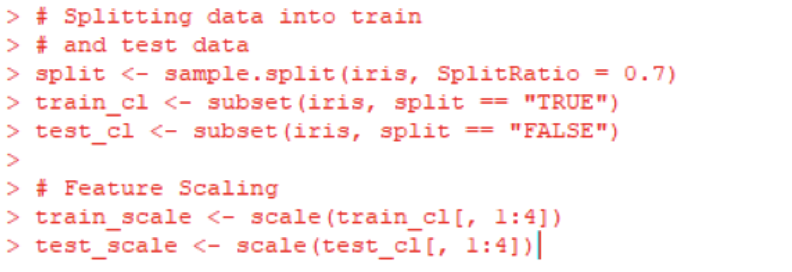 > # Splitting data into train
> # and test data
> split <- sample.split(iris, SplitRatio = 0.7)
> train_cl <- subset(iris, split == "TRUE")
> test_cl <- subset(iris, split == "FALSE")
>
> # Feature Scaling
> train_scale <- scale(train_cl[, 1:4])
> test_scale <- scale(test_cl[, 1:4])